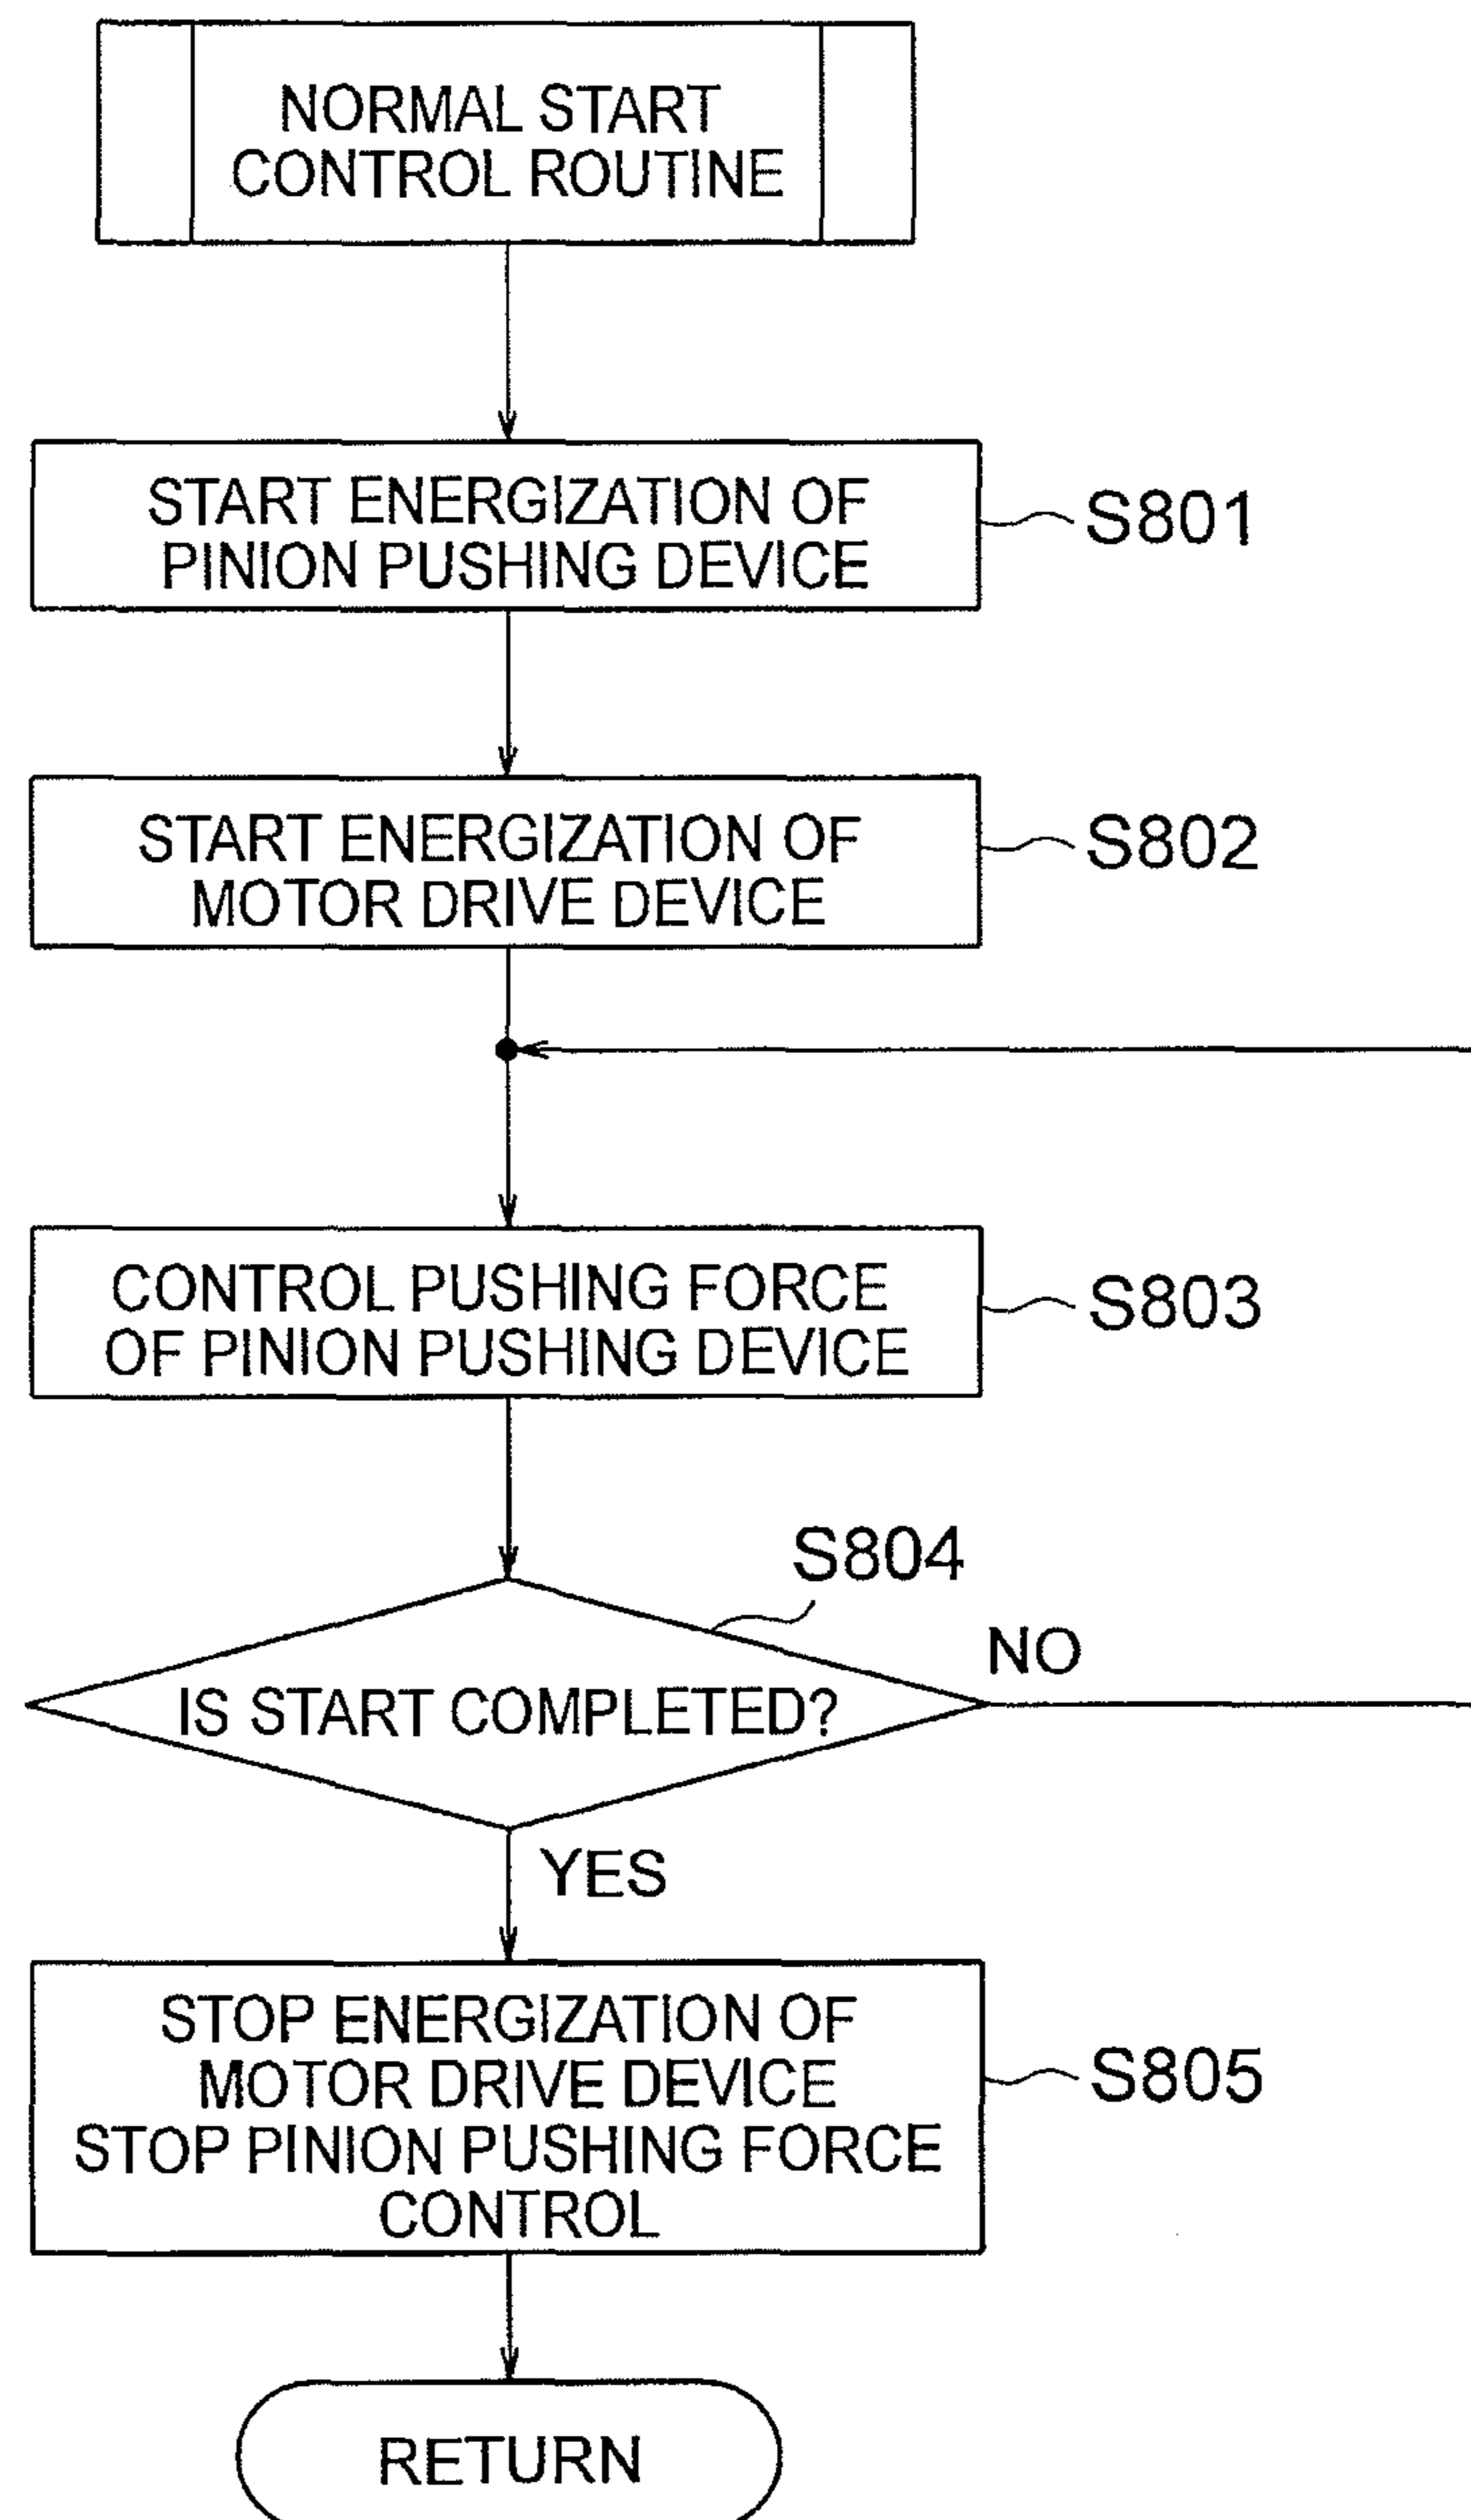 NORMAL START
CONTROL ROUTINE
START ENERGIZATION OF
PINION PUSHING DEVICE
S801
START ENERGIZATION OF
MOTOR DRIVE DEVICE
S802
CONTROL PUSHING FORCE
OF PINION PUSHING DEVICE
S803
S804
IS START COMPLETED?
NO
YES
STOP ENERGIZATION OF
MOTOR DRIVE DEVICE
STOP PINION PUSHING FORCE
CONTROL
S805
RETURN